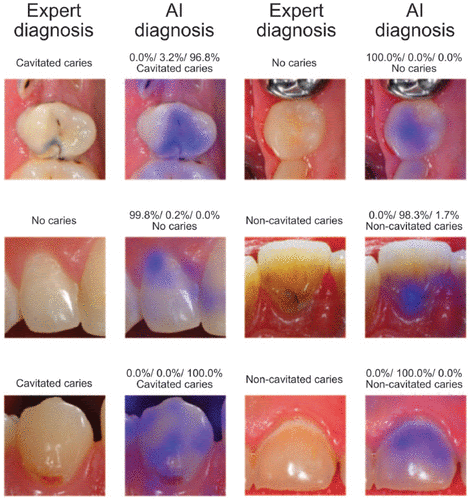 Expert
diagnosis
AI
diagnosis
Expert
diagnosis
AI
diagnosis
Cavitated caries
0.0%/ 3.2%/ 96.8%
Cavitated caries
No caries
100.0%/ 0.0%/ 0.0%
No caries
No caries
99.8%/ 0.2%/ 0.0%
No caries
Non-cavitated caries
0.0%/ 98.3%/ 1.7%
Non-cavitated caries
Cavitated caries
0.0%/ 0.0%/ 100.0%
Cavitated caries
Non-cavitated caries
0.0%/ 100.0%/ 0.0%
Non-cavitated caries